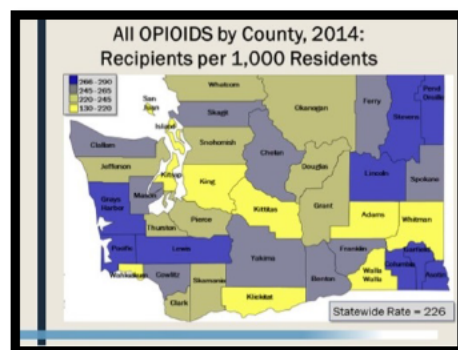 All OPIOIDS by County, 2014:
Recipients per 1,000 Residents
266-290
245-265
220-245
130-220
Whatcom
San Juan
Island
Skagit
Okanogan
Ferry
Stevens
Pend Oreille
Clallam
Snohomish
Chelan
Jefferson
Kitsap
King
Douglas
Lincoln
Spokane
Grays Harbor
Mason
Kittitas
Grant
Adams
Whitman
Thurston
Pierce
Pacific
Lewis
Yakima
Franklin
Garfield
Wahkiakum
Cowlitz
Skamania
Benton
Walla Walla
Columbia
Asotin
Clark
Klickitat
Statewide Rate = 226